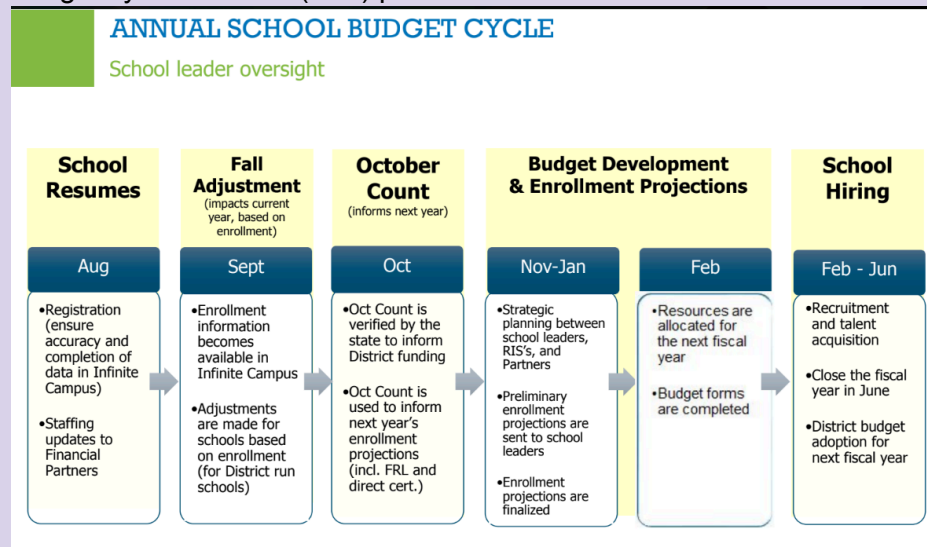 ANNUAL SCHOOL BUDGET CYCLE
School leader oversight
School
Resumes
Fall
Adjustment
(impacts current
year, based on
enrollment)
October
Count
(informs next year)
Budget Development
& Enrollment Projections
School
Hiring
Aug
Sept
Oct
Nov-Jan
Feb
Feb - Jun
•Registration
(ensure
accuracy and
completion of
data in Infinite
Campus)
•Staffing
updates to
Financial
Partners
•Enrollment
information
becomes
available in
Infinite Campus
•Adjustments
are made for
schools based
on enrollment
(for District run
schools)
•Oct Count is
verified by the
state to inform
District funding
•Oct Count is
used to inform
next year's
enrollment
projections
(incl. FRL and
direct cert.)
•Strategic
planning between
school leaders,
RIS's, and
Partners
•Preliminary
enrollment
projections are
sent to school
leaders
•Enrollment
projections are
finalized
•Resources are
allocated for
the next fiscal
year
•Budget forms
are completed
•Recruitment
and talent
acquisition
•Close the fiscal
year in June
•District budget
adoption for
next fiscal year